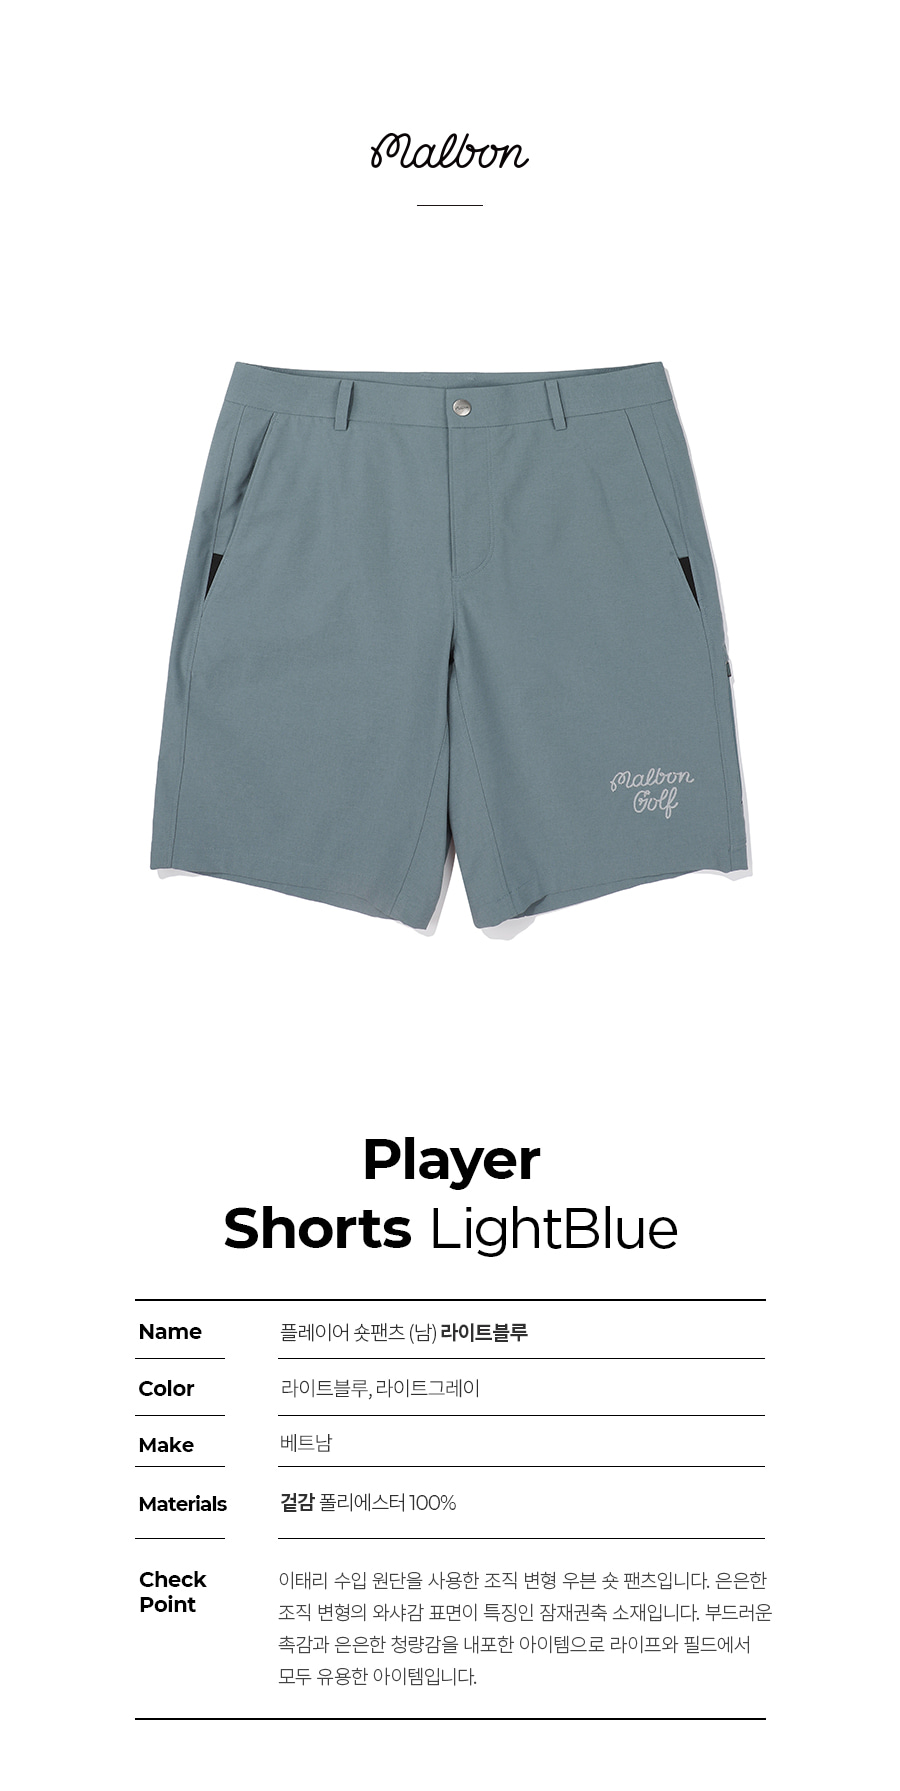 Malbon
Malbon
Golf
Player
Shorts LightBlue
Name
플레이어 숏팬츠 (남) 라이트블루
Color
라이트블루, 라이트그레이
Make
베트남
Materials
겉감 폴리에스터 100%
Check
Point
이태리 수입 원단을 사용한 조직 변형 우븐 숏 팬츠입니다. 은은한
조직 변형의 와샤감 표면이 특징인 잠재권축 소재입니다. 부드러운
촉감과 은은한 청량감을 내포한 아이템으로 라이프와 필드에서
모두 유용한 아이템입니다.